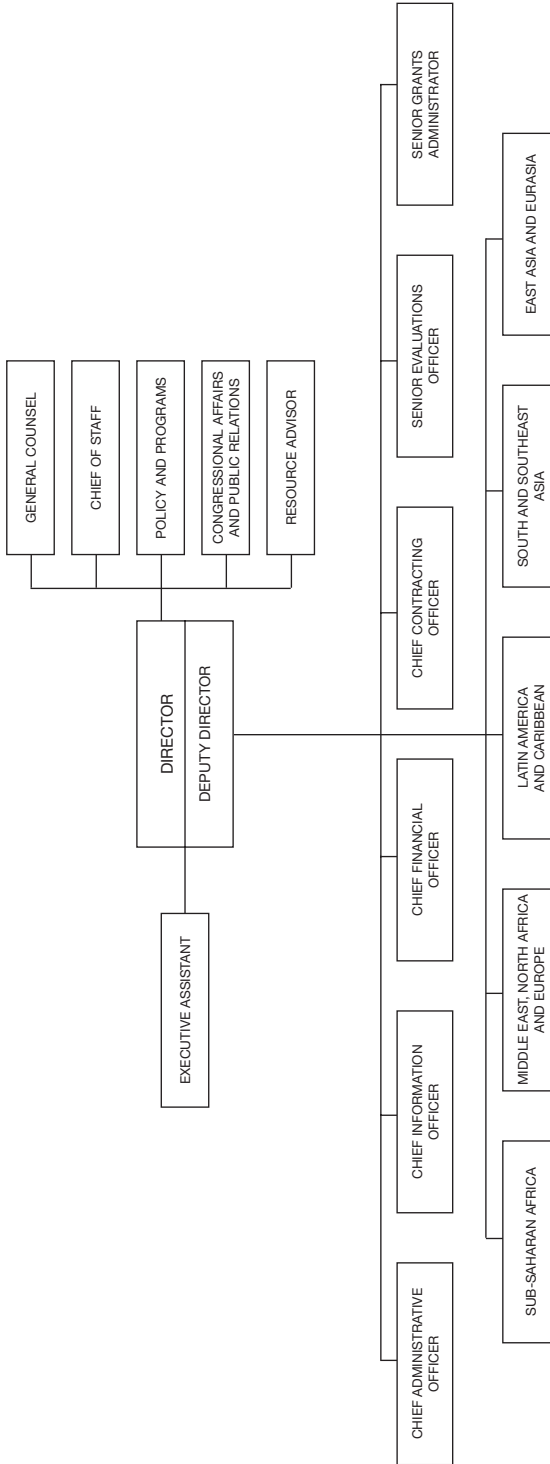 GENERAL COUNSEL
CHIEF OF STAFF
POLICY AND PROGRAMS
CONGRESSIONAL AFFAIRS
AND PUBLIC RELATIONS
RESOURCE ADVISOR
DIRECTOR
DEPUTY DIRECTOR
EXECUTIVE ASSISTANT
CHIEF ADMINISTRATIVE
OFFICER
CHIEF INFORMATION
OFFICER
CHIEF FINANCIAL
OFFICER
CHIEF CONTRACTING
OFFICER
SENIOR EVALUATIONS
OFFICER
SENIOR GRANTS
ADMINISTRATOR
SUB-SAHARAN AFRICA
MIDDLE EAST, NORTH AFRICA
AND EUROPE
LATIN AMERICA
AND CARIBBEAN
SOUTH AND SOUTHEAST
ASIA
EAST ASIA AND EURASIA